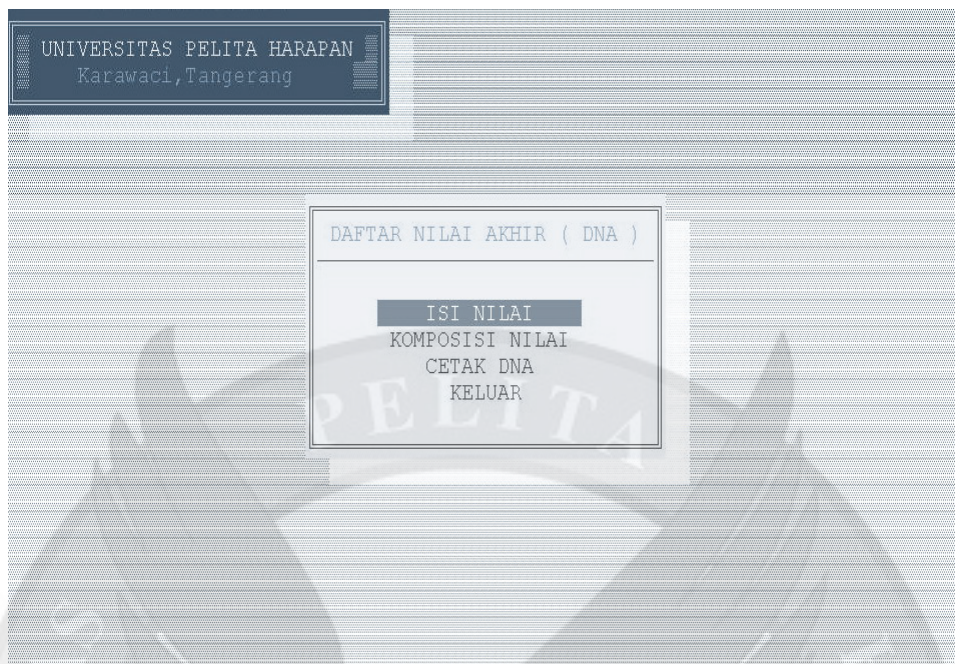 UNIVERSITAS PELITA HARAPAN
Karawaci,Tangerang
DAFTAR NILAI AKHIR ( DNA )
ISI NILAI
KOMPOSISI NILAI
CETAK DNA
KELUAR
PELITA
S